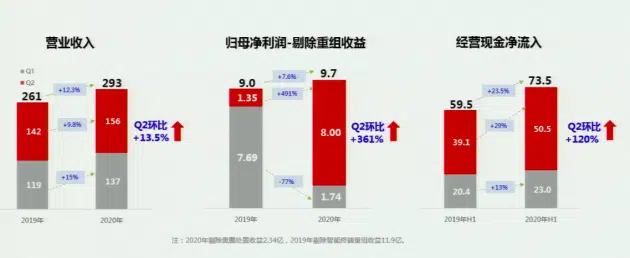 营业收入
Q1
Q2
261
+12.3%
293
142
+9.8%
156
119
+15%
137
Q2环比
+13.5%
2019年
2020年
归母净利润-剔除重组收益
9.0
+7.6%
9.7
1.35
+491%
8.00
7.69
-77%
1.74
Q2环比
+361%
2019年
2020年
经营现金净流入
59.5
+23.5%
73.5
39.1
+29%
50.5
20.4
+13%
23.0
Q2环比
+120%
2019年H1
2020年H1
注：2020年剔除奥鹏处置收益2.34亿，2019年剔除智能终端重组收益11.9亿。